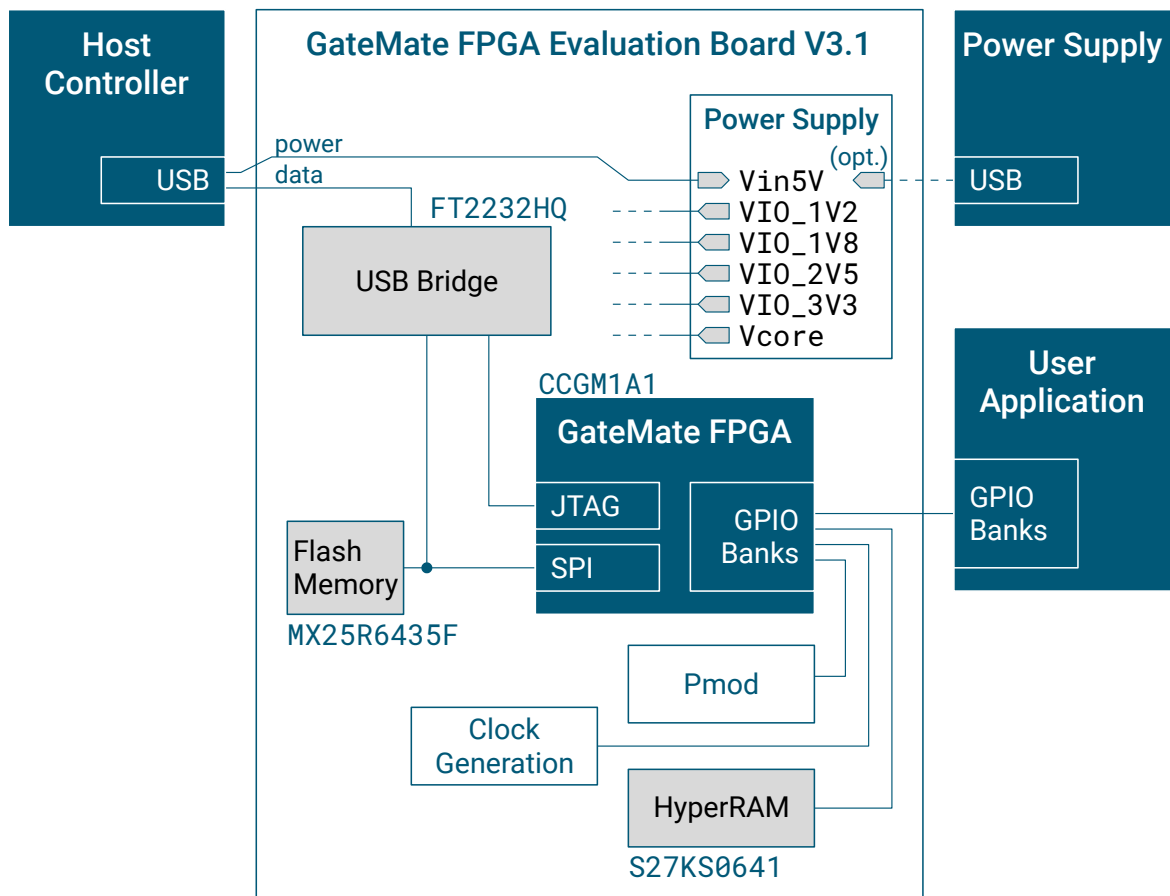 Host
Controller
USB
GateMate FPGA Evaluation Board V3.1
Power Supply
USB
power
data
Power Supply
(opt.)
Vin5V
VIO_1V2
VIO_1V8
VIO_2V5
VIO_3V3
Vcore
FT2232HQ
USB Bridge
CCGM1A1
GateMate FPGA
JTAG
SPI
GPIO
Banks
User
Application
GPIO
Banks
Flash
Memory
MX25R6435F
Pmod
Clock
Generation
HyperRAM
S27KS0641